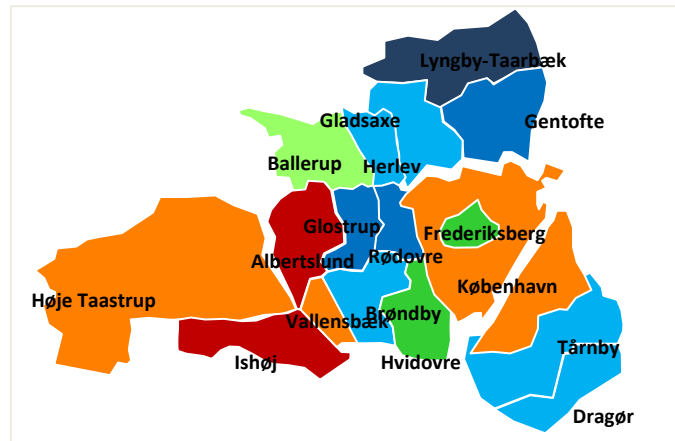 Lyngby-Taarbæk
Gladsaxe
Gentofte
Ballerup
Herlev
Glostrup
Frederiksberg
Albertslund
Rødovre
Høje Taastrup
København
Vallensbæk
Brøndby
Ishøj
Hvidovre
Tårnby
Dragør